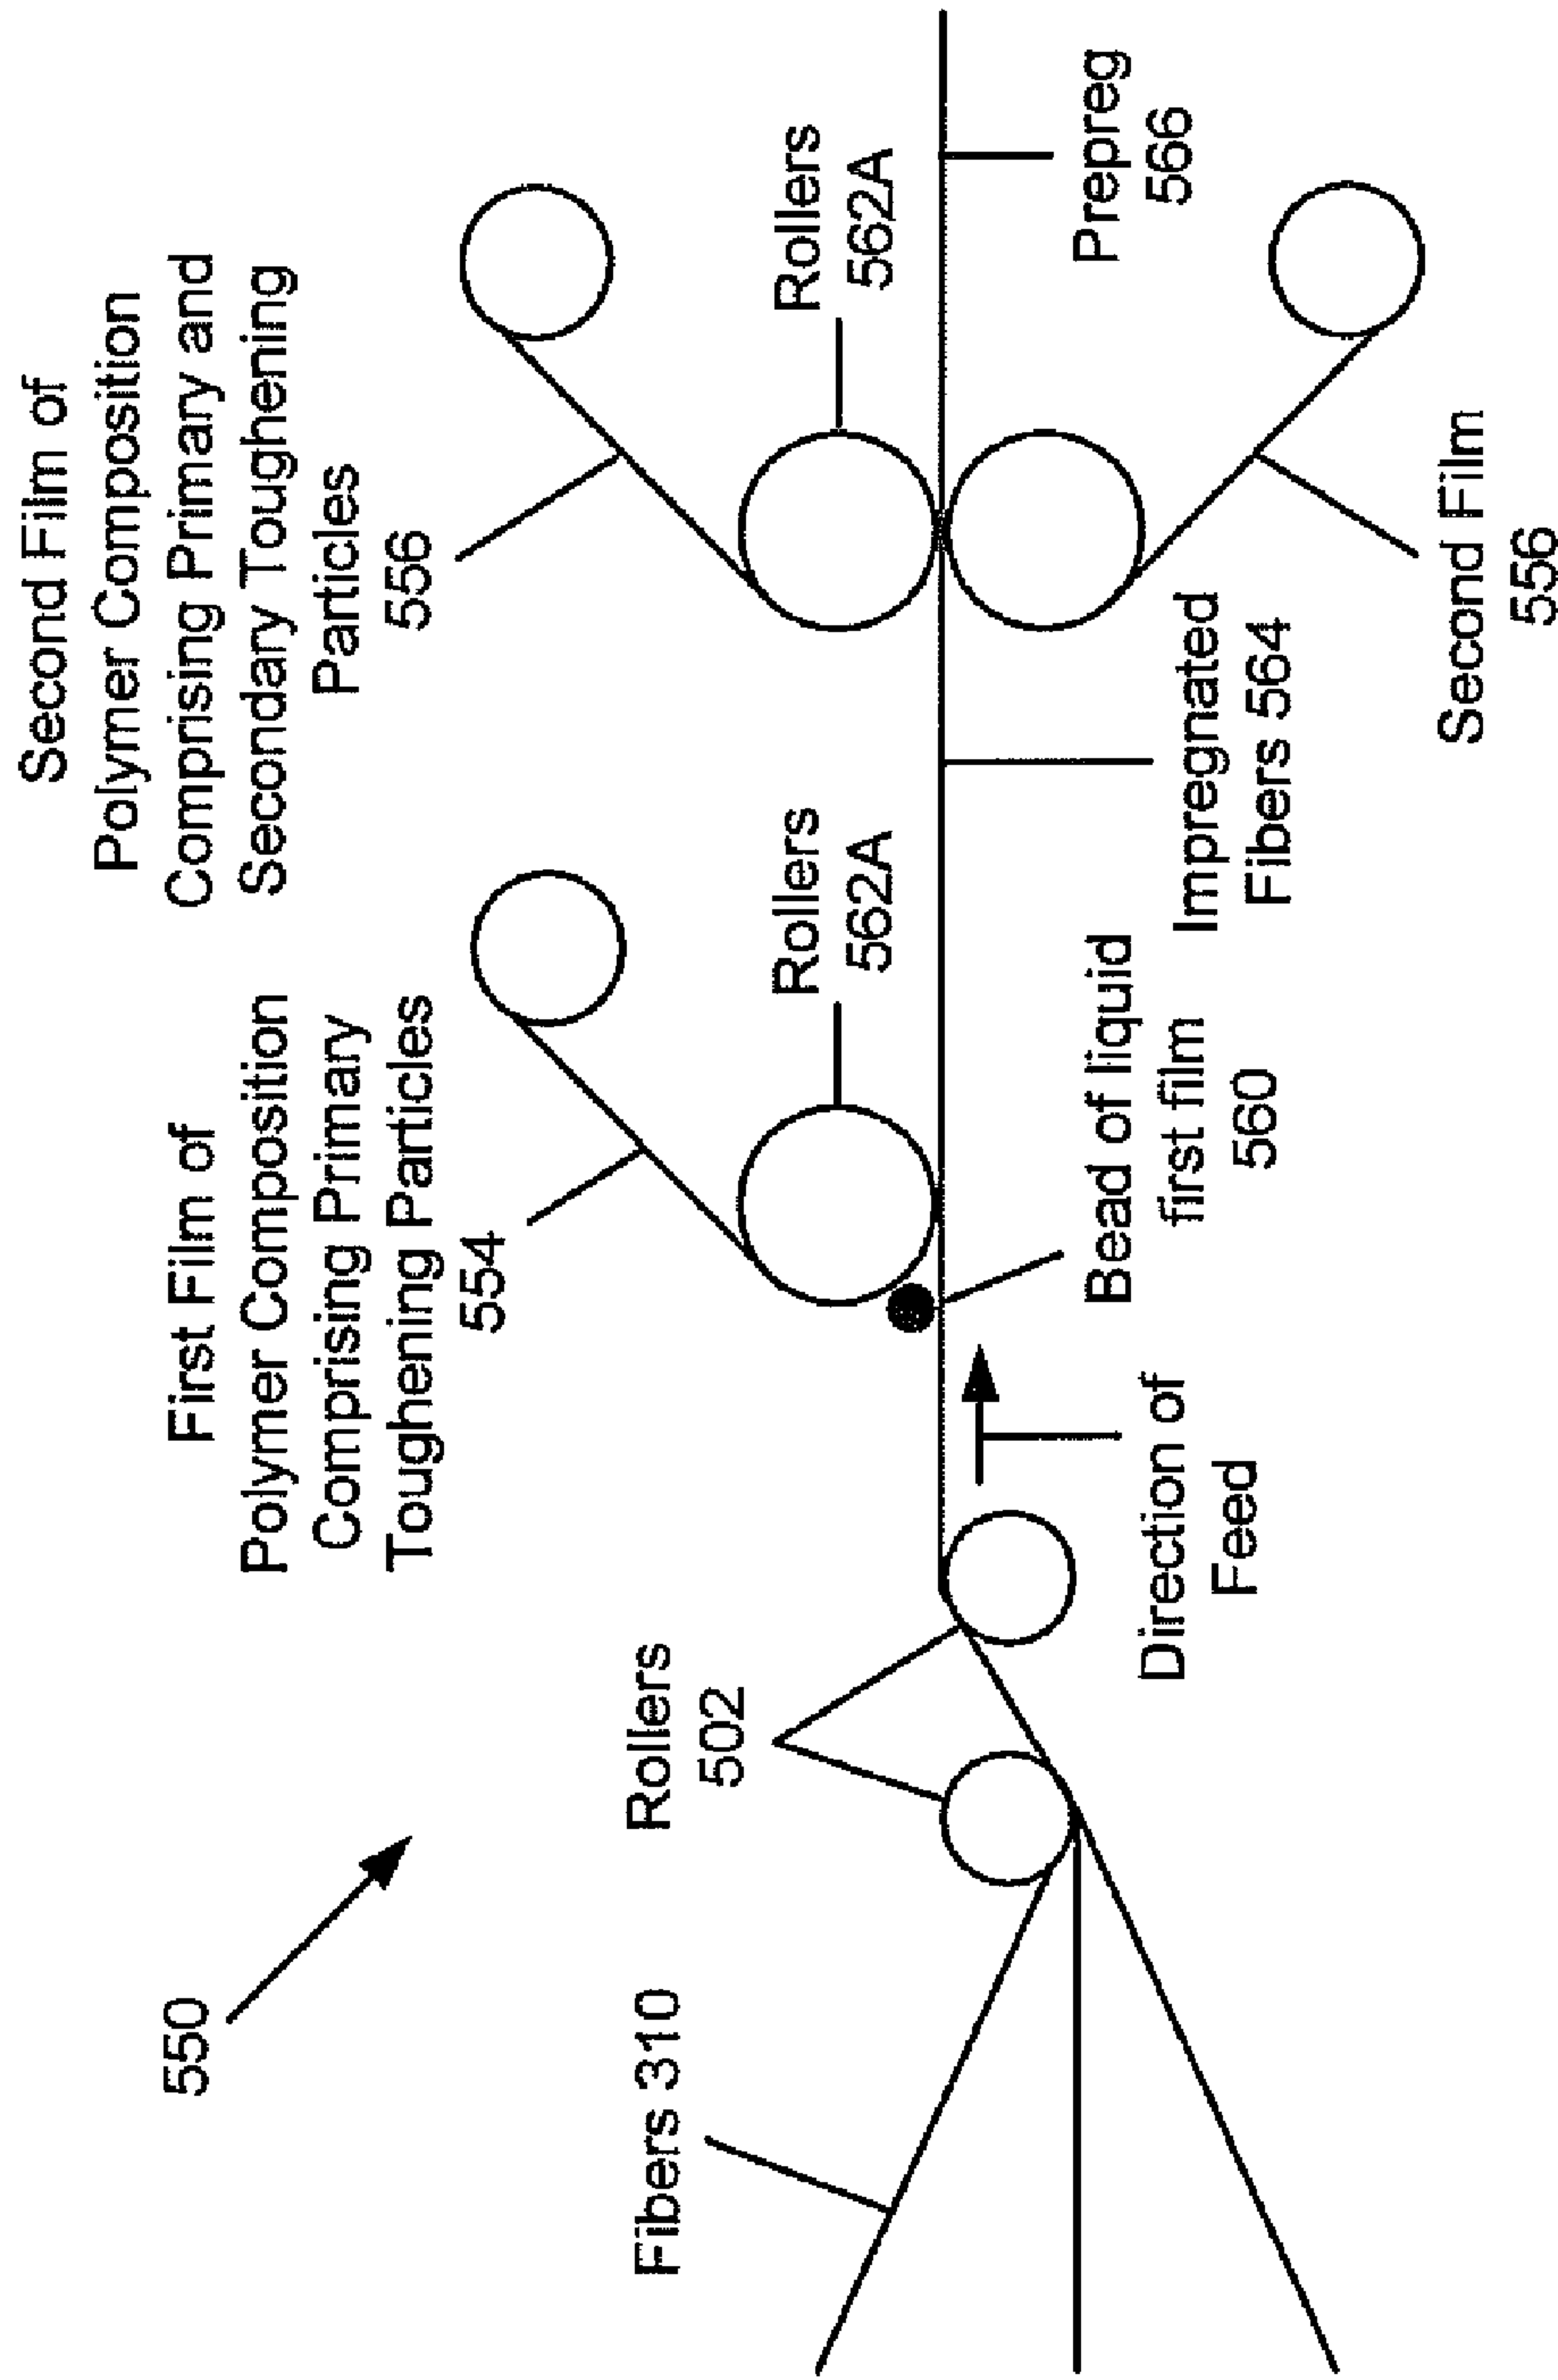 550
Fibers 310
Rollers
502
First Film of
Polymer Composition
Comprising Primary
Toughening Particles
554
Second Film of
Polymer Composition
Comprising Primary and
Secondary Toughening
Particles
556
Rollers
562A
Rollers
562A
Direction of
Feed
Bead of liquid
first film
560
Impregnated
Fibers 564
Prepreg
566
Second Film
556